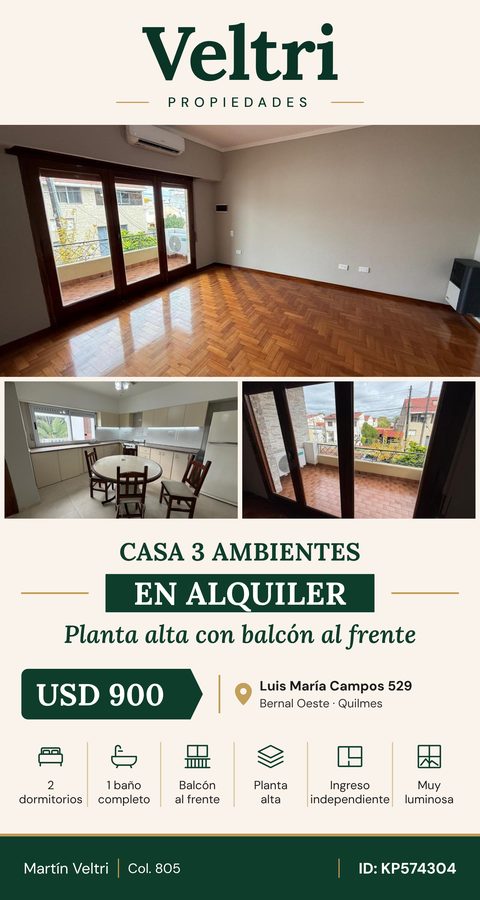 Veltri
PROPIEDADES
CASA 3 AMBIENTES
EN ALQUILER
Planta alta con balcón al frente
USD 900
Luis María Campos 529
Bernal Oeste · Quilmes
2
dormitorios
1 baño
completo
Balcón
al frente
Planta
alta
Ingreso
independiente
Muy
luminosa
Martín Veltri
Col. 805
ID: KP574304